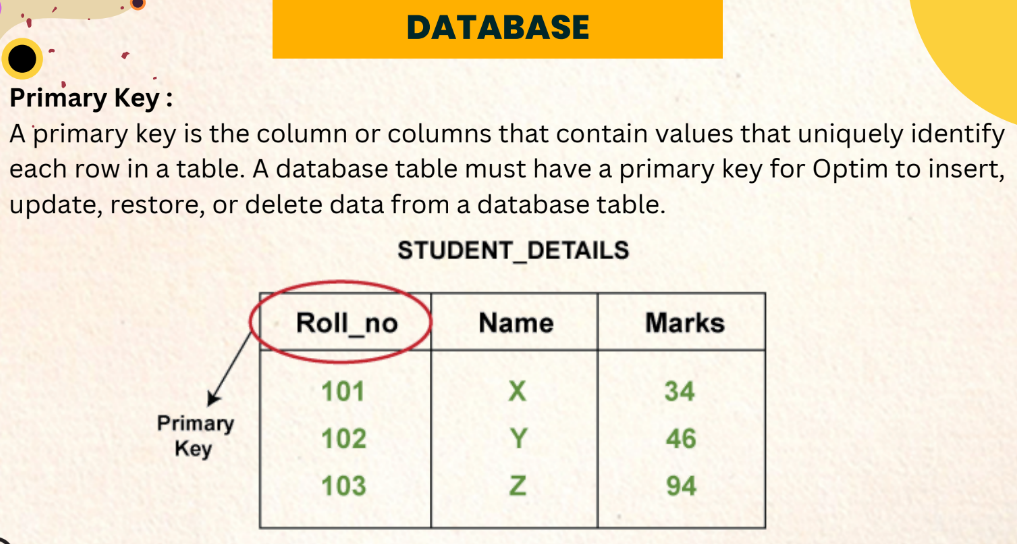 DATABASE
Primary Key :
A primary key is the column or columns that contain values that uniquely identify
each row in a table. A database table must have a primary key for Optim to insert,
update, restore, or delete data from a database table.
STUDENT_DETAILS
Roll_no Name Marks
101 X 34
Primary
102 Y 46
Key
103 Z 94